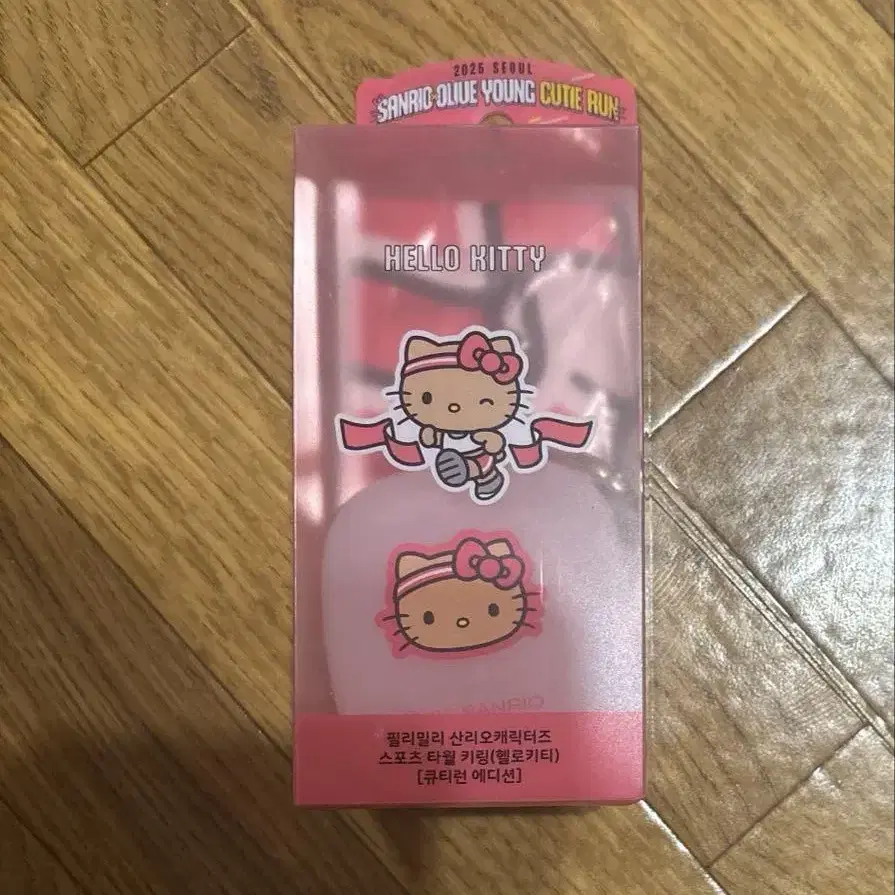 2025 SEOUL
SANRIO OLIVE YOUNG CUTIE RUN
HELLO KITTY
필리밀리 산리오캐릭터즈
스포츠 타월 키링(헬로키티)
[큐티런 에디션]